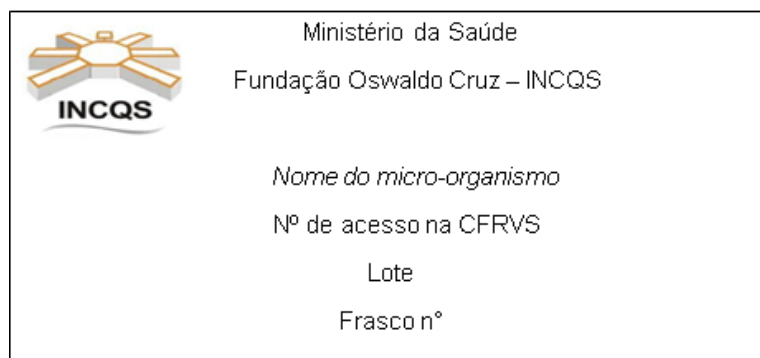 Ministério da Saúde
Fundação Oswaldo Cruz – INCQS
INCQS
Nome do micro-organismo
Nº de acesso na CFRVS
Lote
Frasco n°